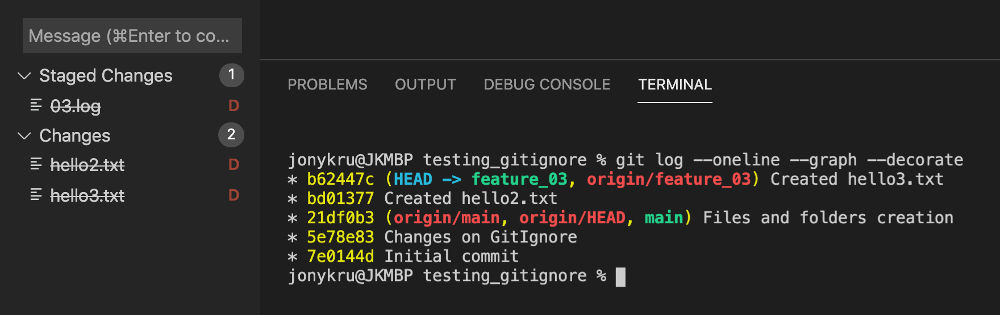 Message (⌘Enter to co...
Staged Changes 1
03.log D
Changes 2
hello2.txt D
hello3.txt D
PROBLEMS OUTPUT DEBUG CONSOLE TERMINAL
jonykru@JKMBP testing_gitignore % git log --oneline --graph --decorate
* b62447c (HEAD -> feature_03, origin/feature_03) Created hello3.txt
* bd01377 Created hello2.txt
* 21df0b3 (origin/main, origin/HEAD, main) Files and folders creation
* 5e78e83 Changes on GitIgnore
* 7e0144d Initial commit
jonykru@JKMBP testing_gitignore %